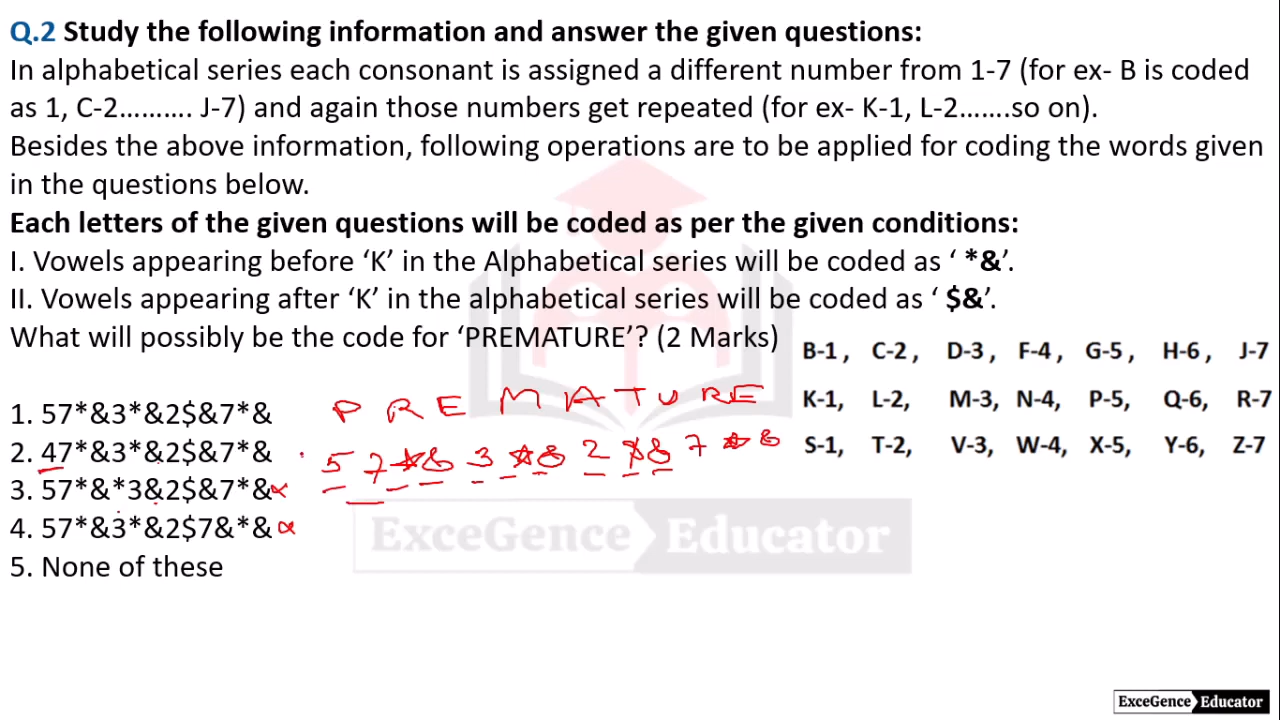 Q.2 Study the following information and answer the given questions:
In alphabetical series each consonant is assigned a different number from 1-7 (for ex- B is coded
as 1, C-2………. J-7) and again those numbers get repeated (for ex- K-1, L-2…….so on).
Besides the above information, following operations are to be applied for coding the words given
in the questions below.
Each letters of the given questions will be coded as per the given conditions:
I. Vowels appearing before ‘K’ in the Alphabetical series will be coded as ‘ *&’.
II. Vowels appearing after ‘K’ in the alphabetical series will be coded as ‘ $&’.
What will possibly be the code for ‘PREMATURE’? (2 Marks)
B-1 , C-2 , D-3 , F-4 , G-5 , H-6 , J-7
K-1, L-2, M-3, N-4, P-5, Q-6, R-7
S-1, T-2, V-3, W-4, X-5, Y-6, Z-7
1. 57*&3*&2$&7*&
2. 47*&3*&2$&7*&
3. 57*&*3&2$&7*&
4. 57*&3*&2$7&*&
5. None of these
P R E M A T U R E
5 7 *& 3 *& 2 $& 7 *&
ExceGence Educator
ExceGence Educator